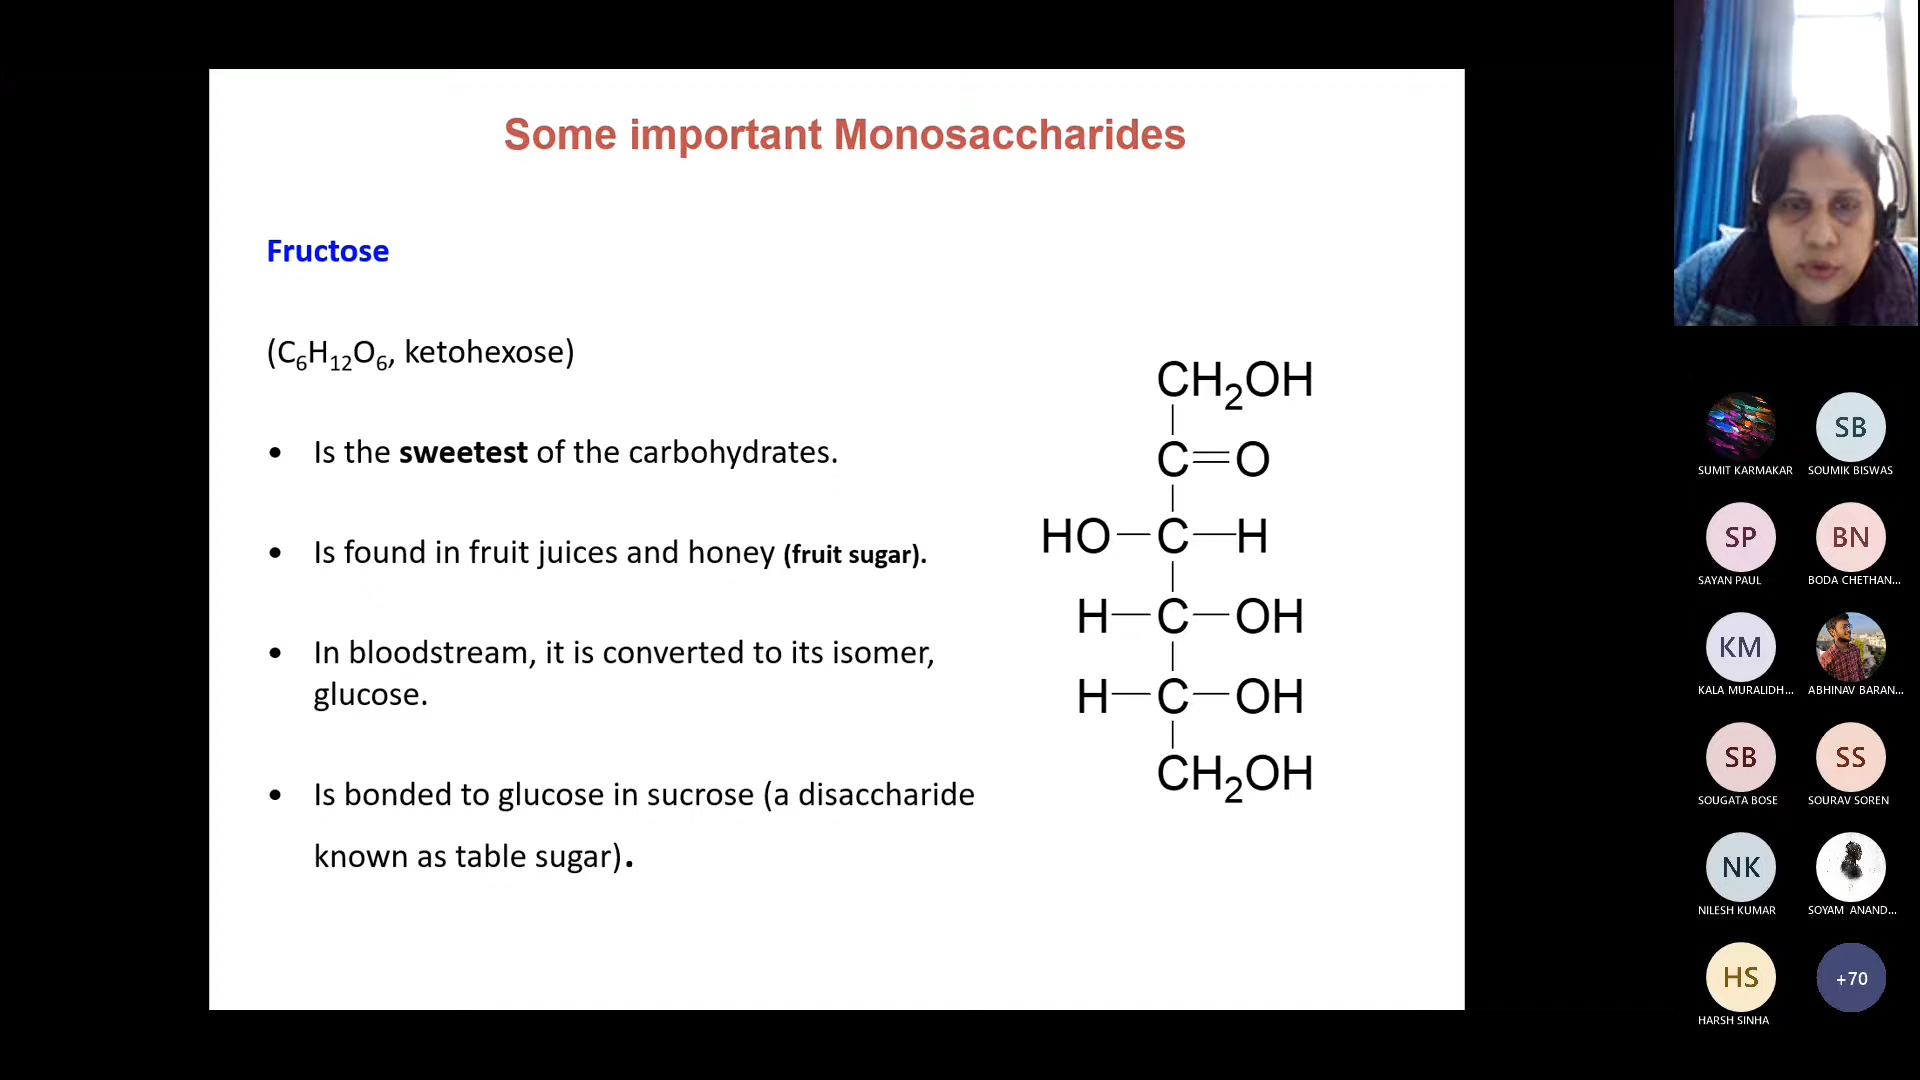 Some important Monosaccharides
Fructose
(C₆H₁₂O₆, ketohexose)
• Is the sweetest of the carbohydrates.
• Is found in fruit juices and honey (fruit sugar).
• In bloodstream, it is converted to its isomer,
glucose.
• Is bonded to glucose in sucrose (a disaccharide
known as table sugar).
CH₂OH
C=O
HO—C—H
H—C—OH
H—C—OH
CH₂OH
SB
SUMIT KARMAKAR SOUMIK BISWAS
SP BN
SAYAN PAUL BODA CHETHAN...
KM
KALA MURALIDH... ABHINAV BARAN...
SB SS
SOUGATA BOSE SOURAV SOREN
NK
NILESH KUMAR SOYAM ANAND...
HS +70
HARSH SINHA